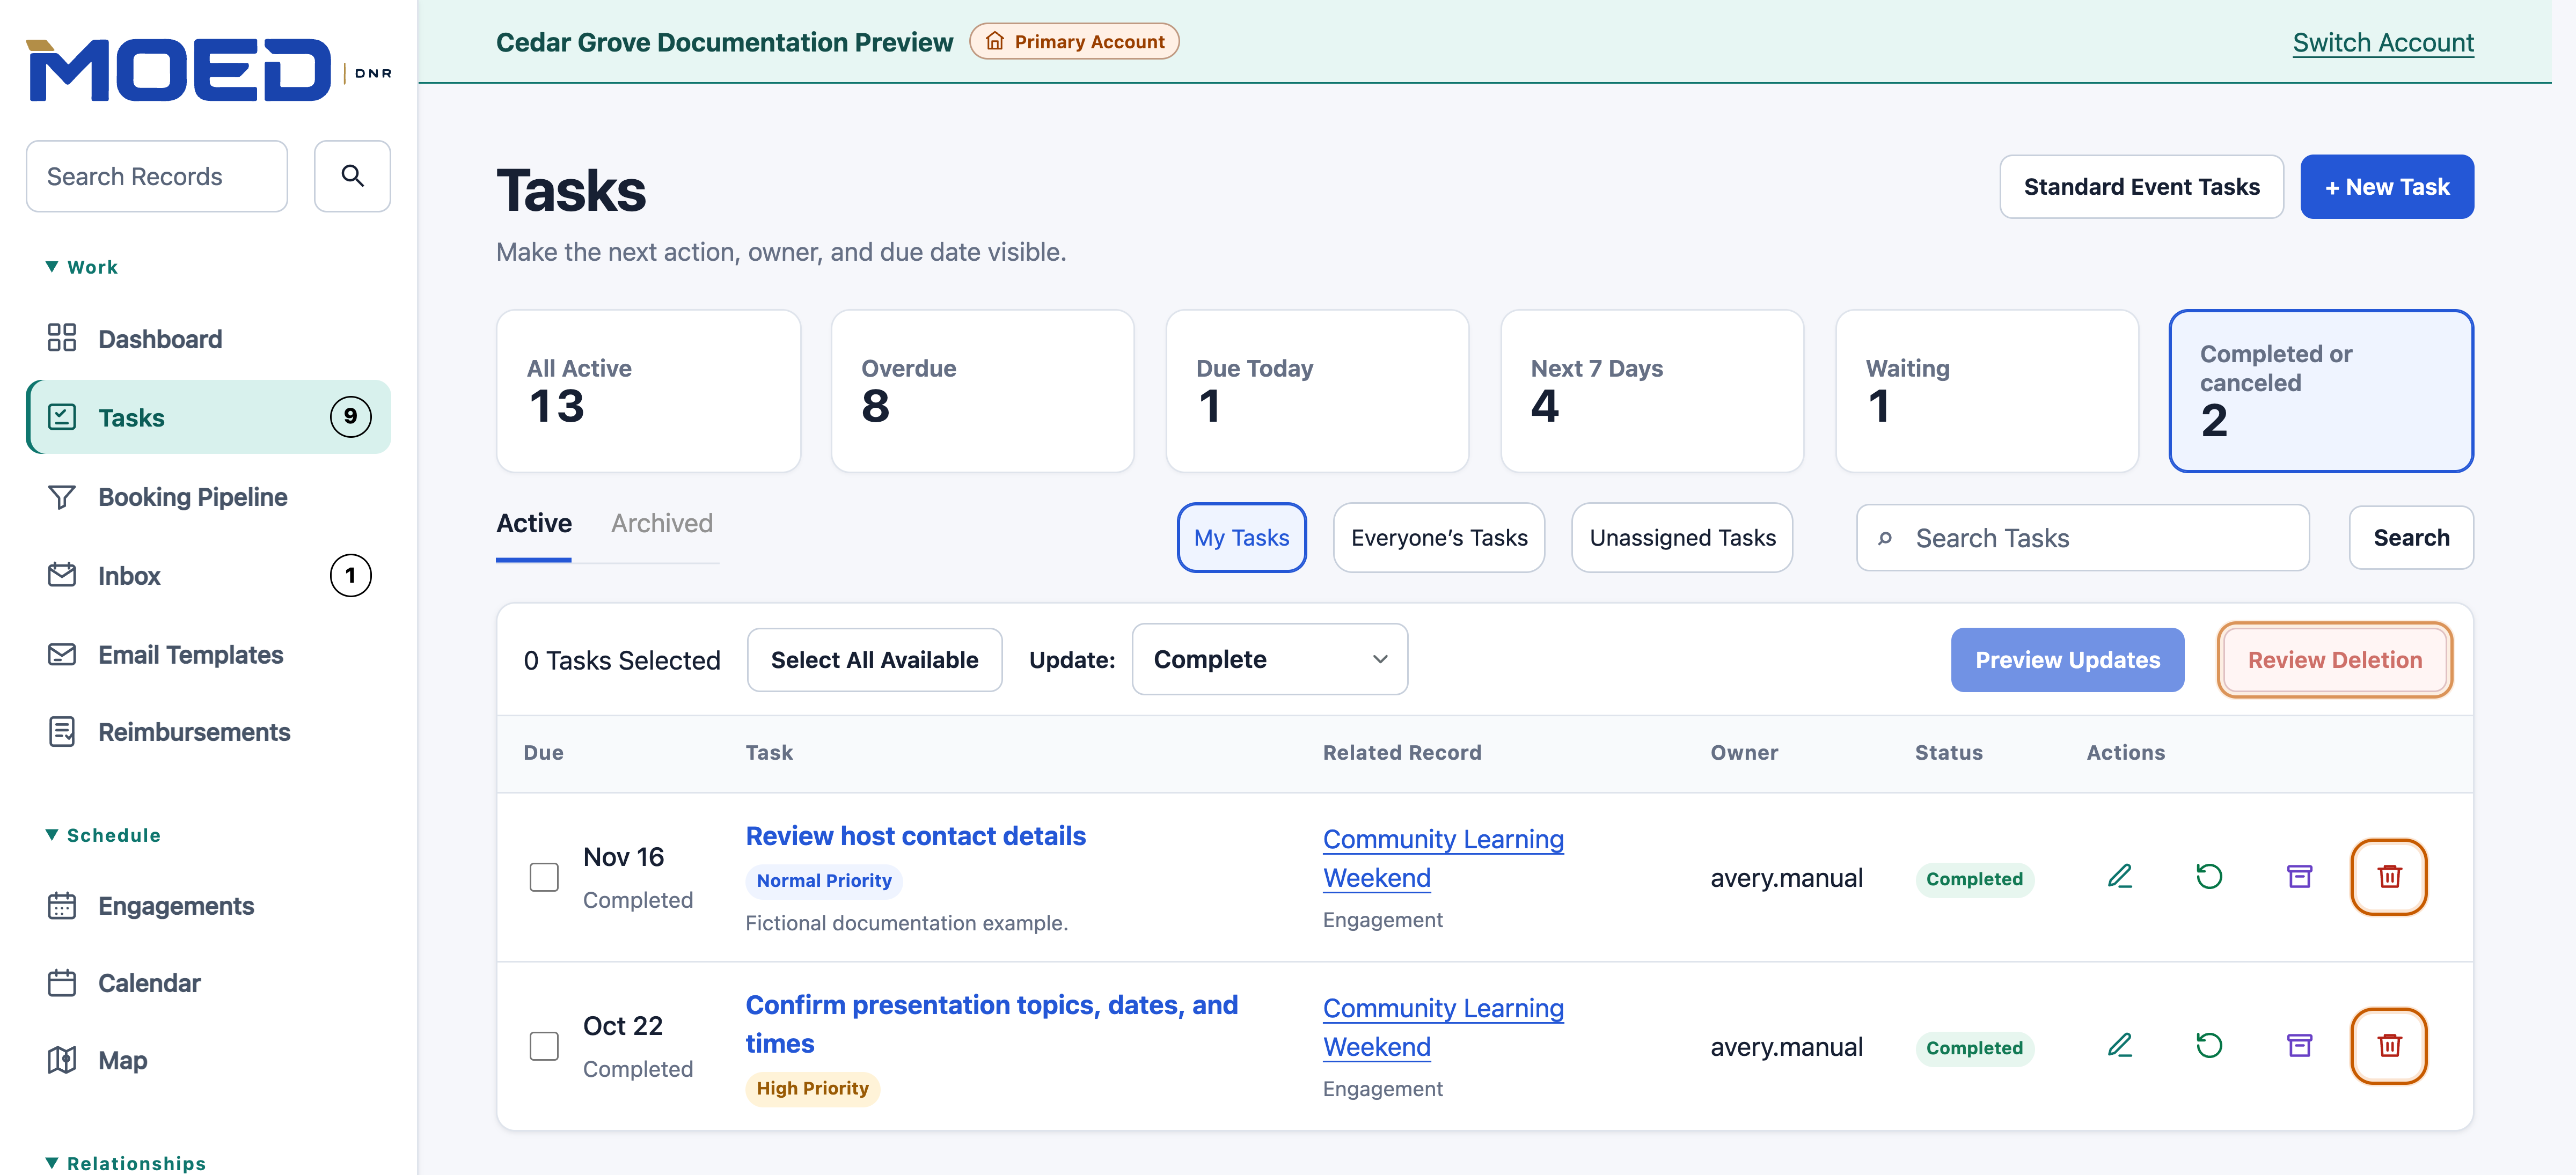 MOED
DNR
Search Records
Work
Dashboard
Tasks
9
Booking Pipeline
Inbox
1
Email Templates
Reimbursements
Schedule
Engagements
Calendar
Map
Relationships
Cedar Grove Documentation Preview
Primary Account
Switch Account
Tasks
Make the next action, owner, and due date visible.
Standard Event Tasks
+ New Task
All Active
13
Overdue
8
Due Today
1
Next 7 Days
4
Waiting
1
Completed or
canceled
2
Active
Archived
My Tasks
Everyone’s Tasks
Unassigned Tasks
Search Tasks
Search
0 Tasks Selected
Select All Available
Update:
Complete
Preview Updates
Review Deletion
Due
Task
Related Record
Owner
Status
Actions
Nov 16
Completed
Review host contact details
Normal Priority
Fictional documentation example.
Community Learning
Weekend
Engagement
avery.manual
Completed
Oct 22
Completed
Confirm presentation topics, dates, and
times
High Priority
Community Learning
Weekend
Engagement
avery.manual
Completed